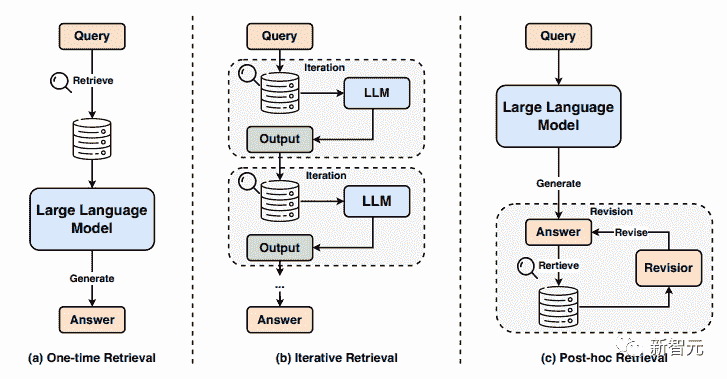 Query
Retrieve
Large Language
Model
Generate
Answer
(a) One-time Retrieval
Query
Iteration
LLM
Output
Iteration
LLM
Output
...
Answer
(b) Iterative Retrieval
Query
Large Language
Model
Generate
Revision
Answer
Revise
Rertieve
Revisior
(c) Post-hoc Retrieval
新智元